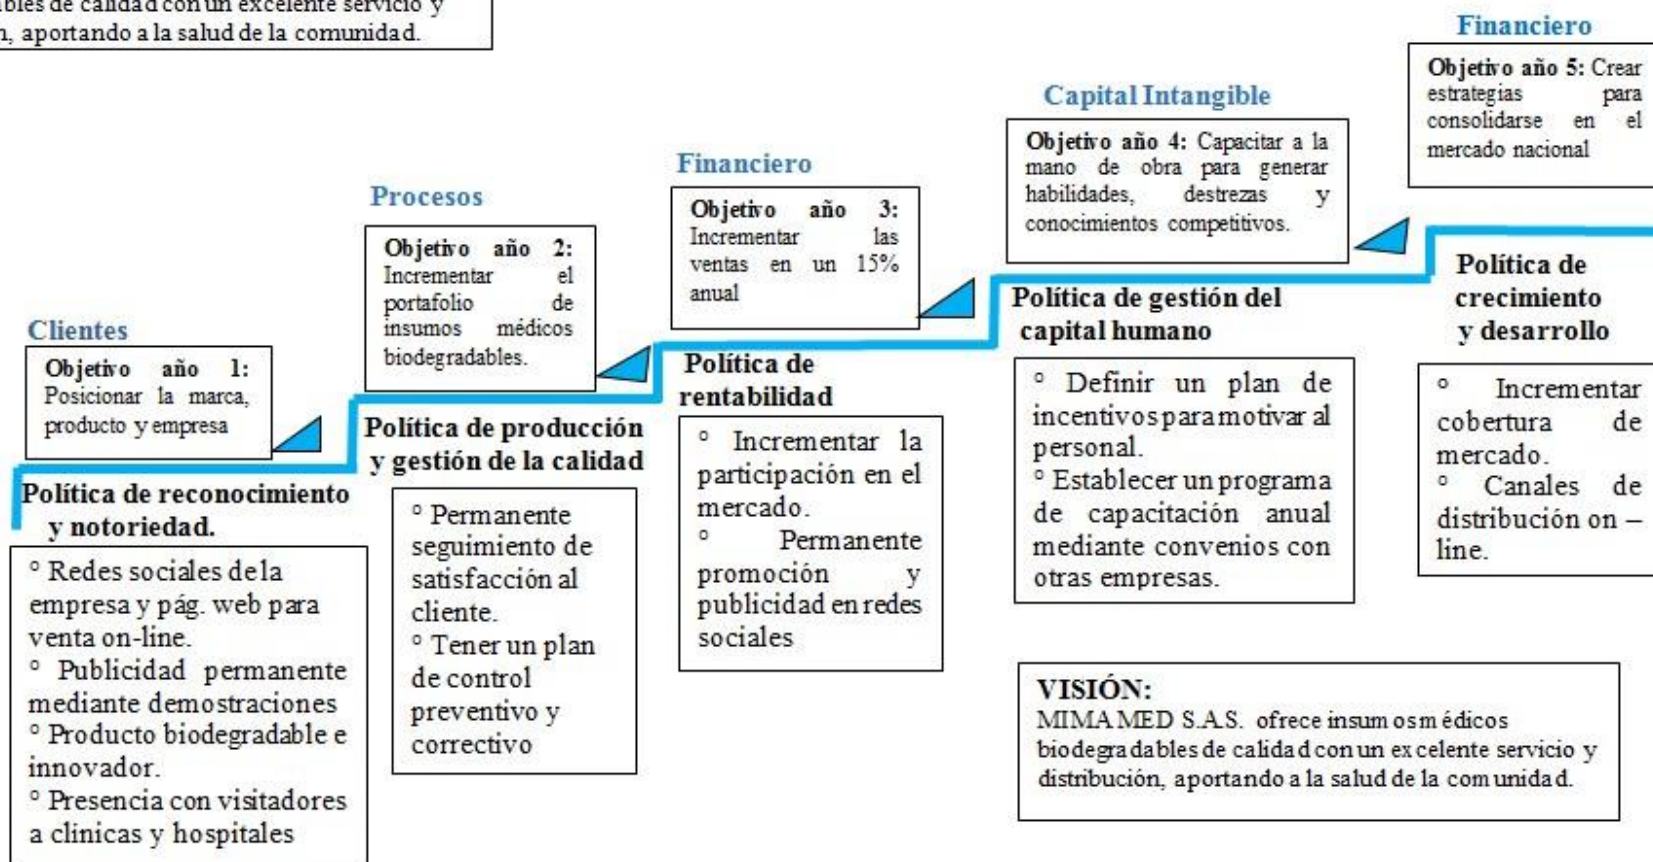 n, aportando a la salud de la comunidad.
Clientes
Objetivo año 1:
Posicionar la marca,
producto y empresa
Política de reconocimiento
y notoriedad.
° Redes sociales de la
empresa y pág. web para
venta on-line.
° Publicidad permanente
mediante demostraciones
° Producto biodegradable e
innovador.
° Presencia con visitadores
a clínicas y hospitales
Procesos
Objetivo año 2:
Incrementar el
portafolio de
insumos médicos
biodegradables.
Política de producción
y gestión de la calidad
° Permanente
seguimiento de
satisfacción al
cliente.
° Tener un plan
de control
preventivo y
correctivo
Financiero
Objetivo año 3:
Incrementar las
ventas en un 15%
anual
Política de
rentabilidad
° Incrementar la
participación en el
mercado.
° Permanente
promoción y
publicidad en redes
sociales
Capital Intangible
Objetivo año 4: Capacitar a la
mano de obra para generar
habilidades, destrezas y
conocimientos competitivos.
Política de gestión del
capital humano
° Definir un plan de
incentivos para motivar al
personal.
° Establecer un programa
de capacitación anual
mediante convenios con
otras empresas.
Financiero
Objetivo año 5: Crear
estrategias para
consolidarse en el
mercado nacional
Política de
crecimiento
y desarrollo
° Incrementar
cobertura de
mercado.
° Canales de
distribución on –
line.
VISIÓN:
MIMAMED S.A.S. ofrece insumos médicos
biodegradables de calidad con un excelente servicio y
distribución, aportando a la salud de la comunidad.